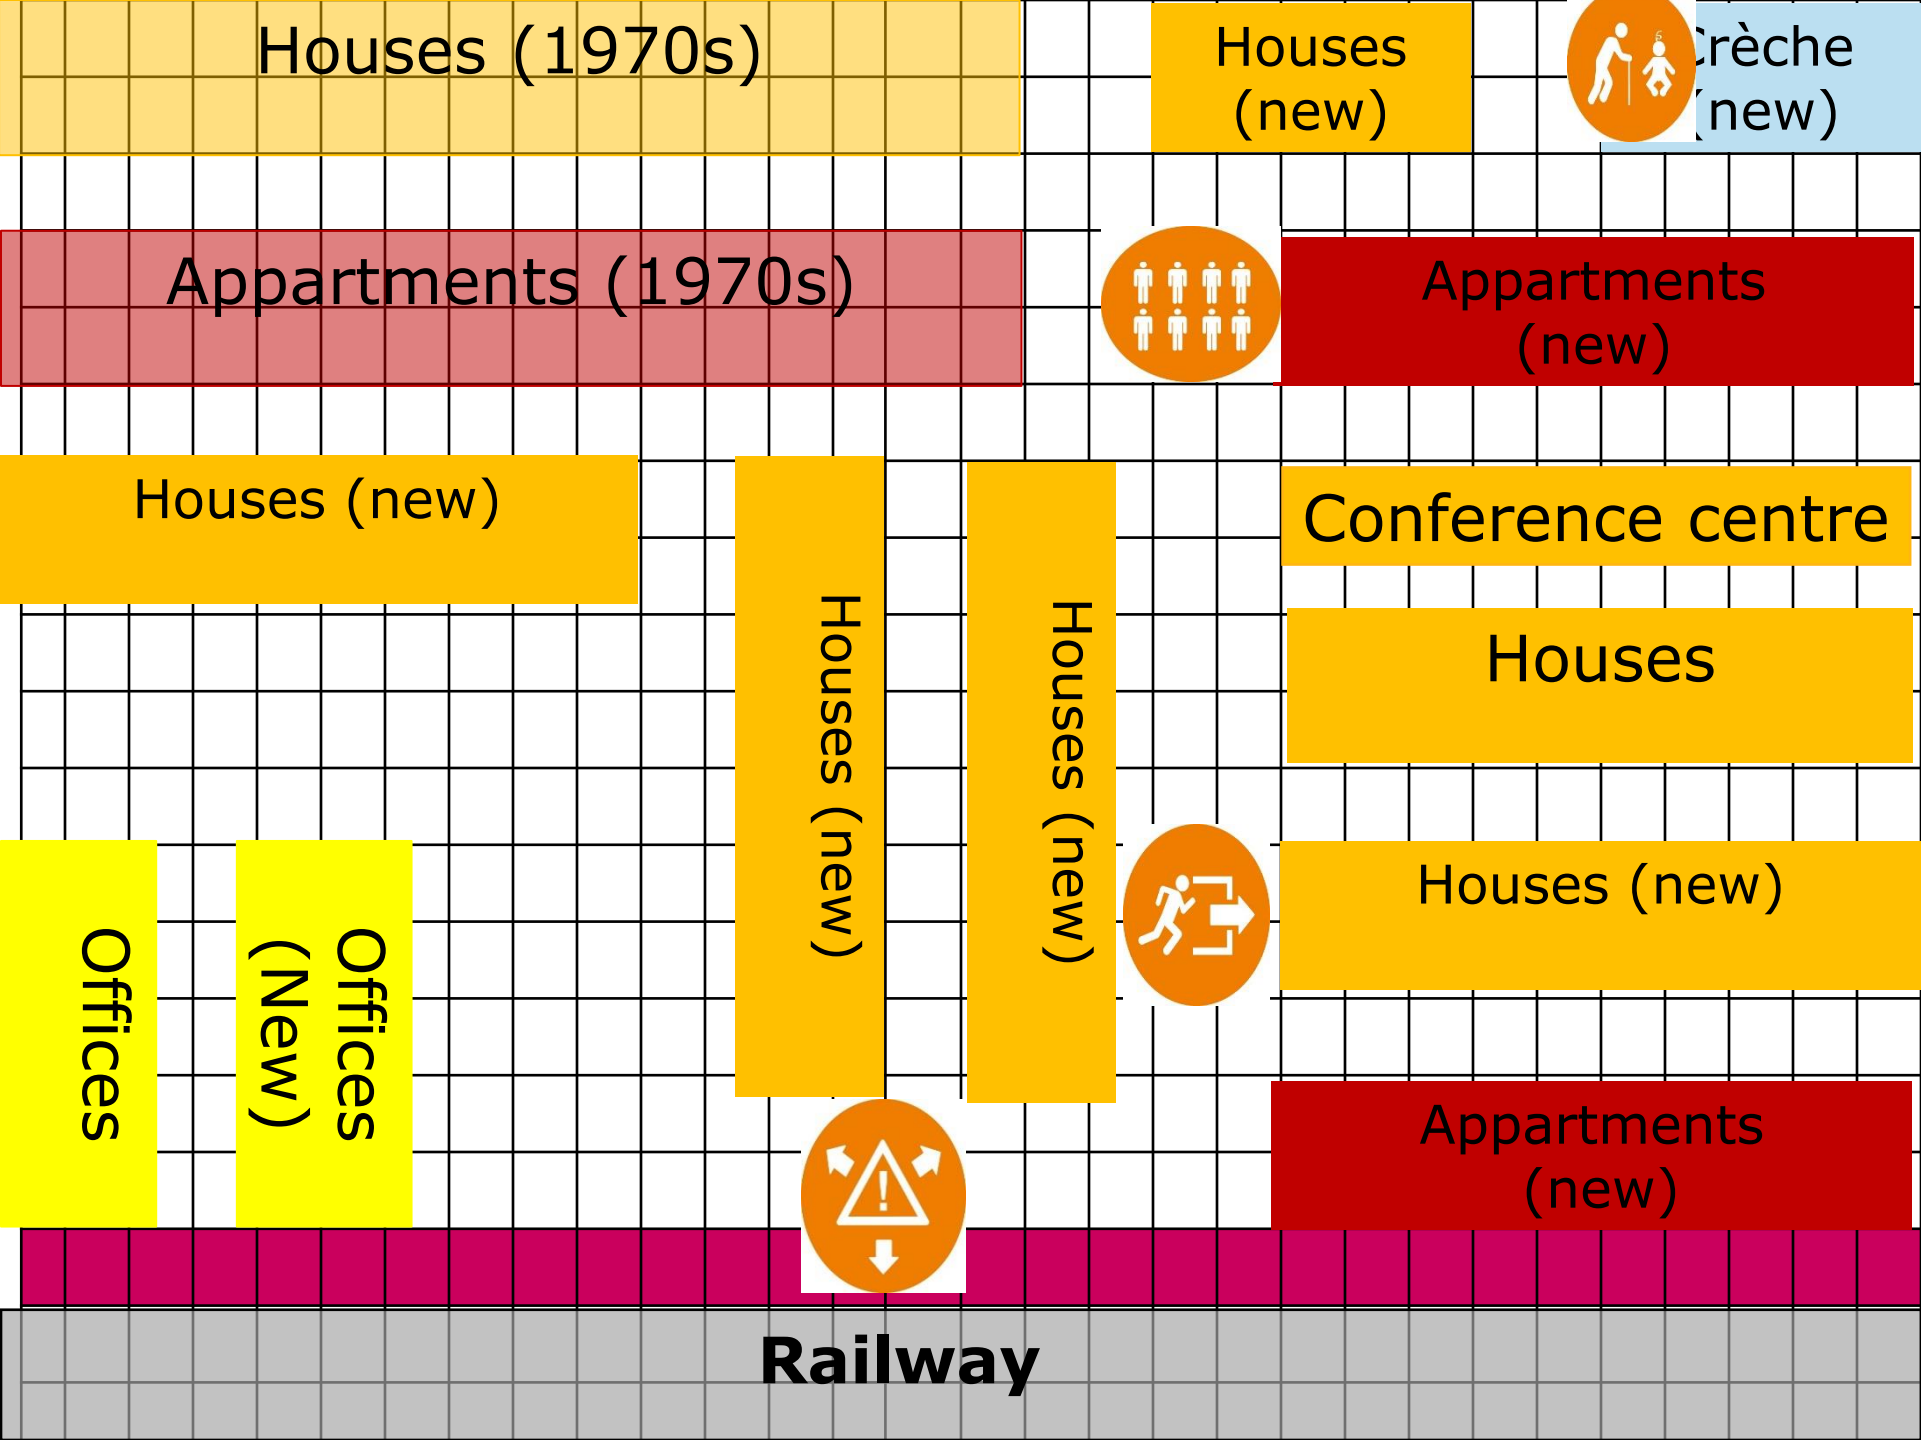 Houses (1970s)
Houses
(new)
rèche
(new)
Appartments (1970s)
Appartments
(new)
Houses (new)
Houses (new)
Houses (new)
Conference centre
Houses
Houses (new)
Offices
Offices
(New)
Appartments
(new)
Railway